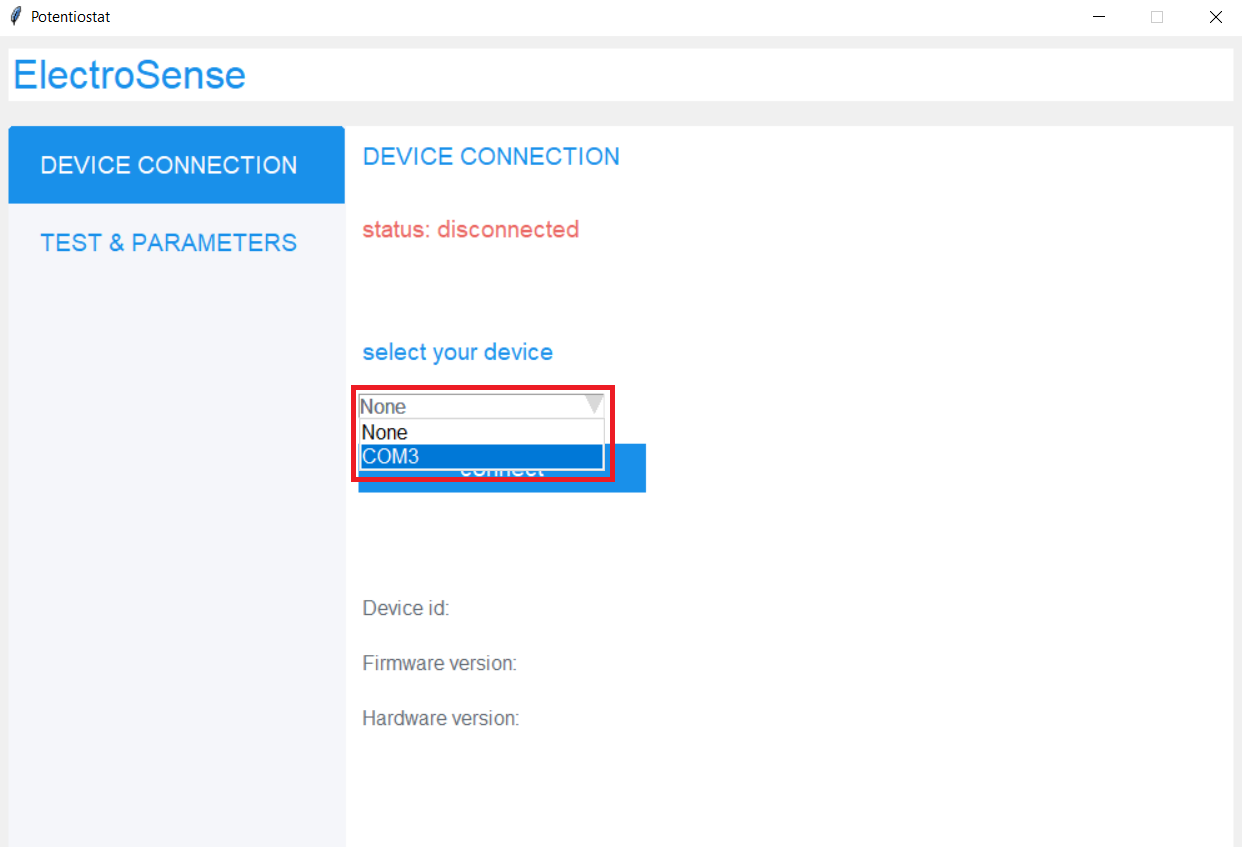 Potentiostat
ElectroSense
DEVICE CONNECTION
TEST & PARAMETERS
DEVICE CONNECTION
status: disconnected
select your device
None
None
COM3
connect
Device id:
Firmware version:
Hardware version: